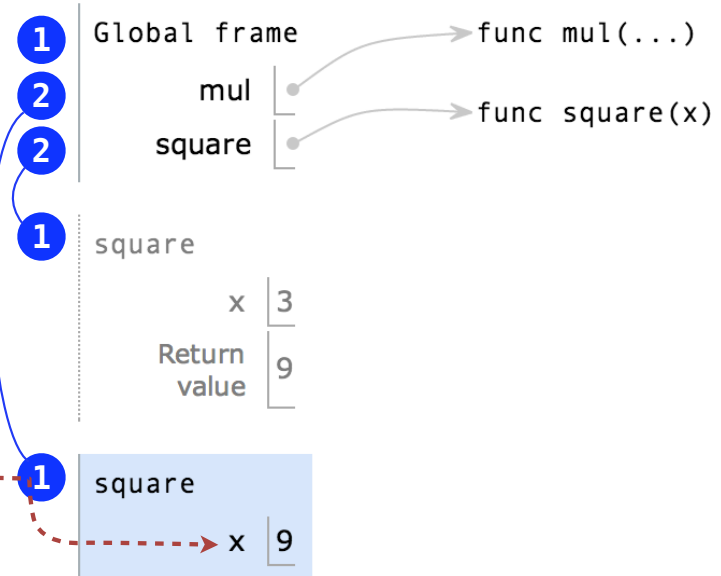 1 Global frame func mul(...)
2 mul
func square(x)
2 square
1 square
x 3
Return
value 9
1 square
x 9